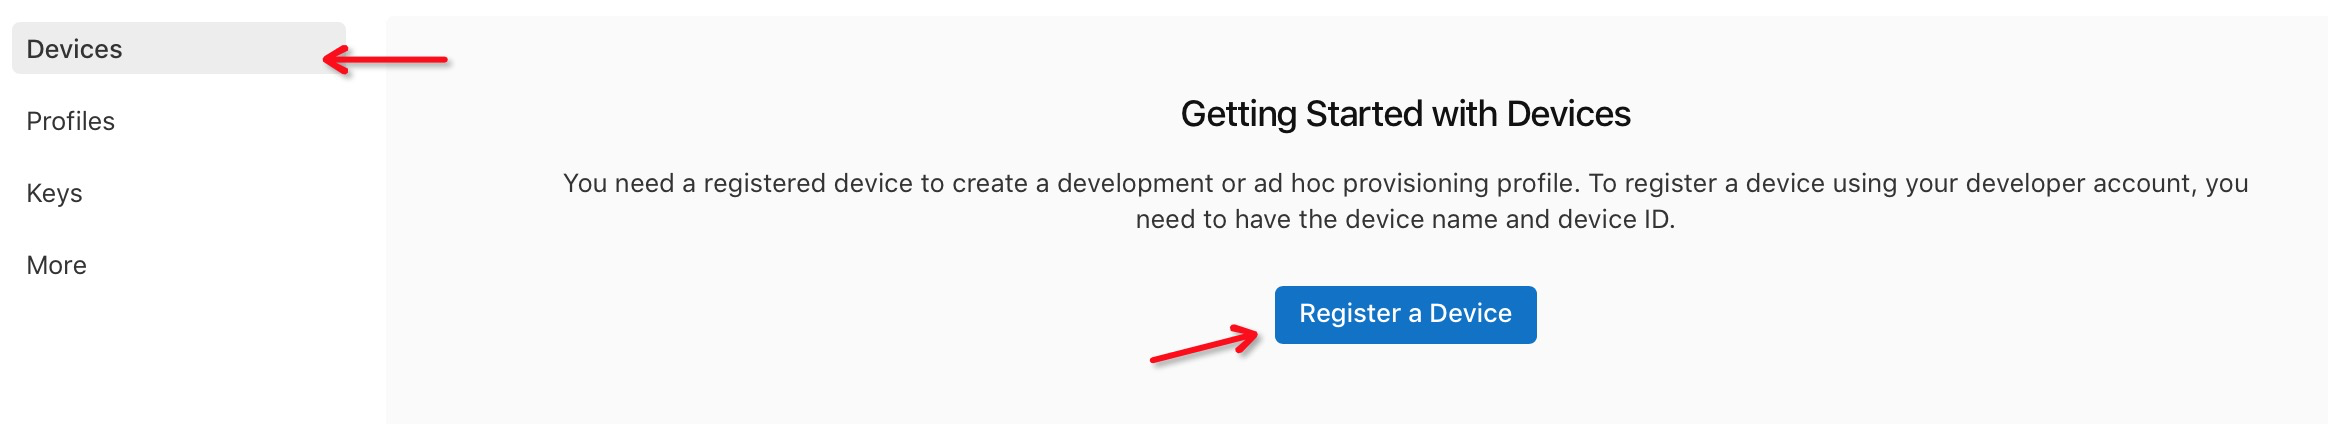 Devices
Profiles
Keys
More
Getting Started with Devices
You need a registered device to create a development or ad hoc provisioning profile. To register a device using your developer account, you
need to have the device name and device ID.
Register a Device